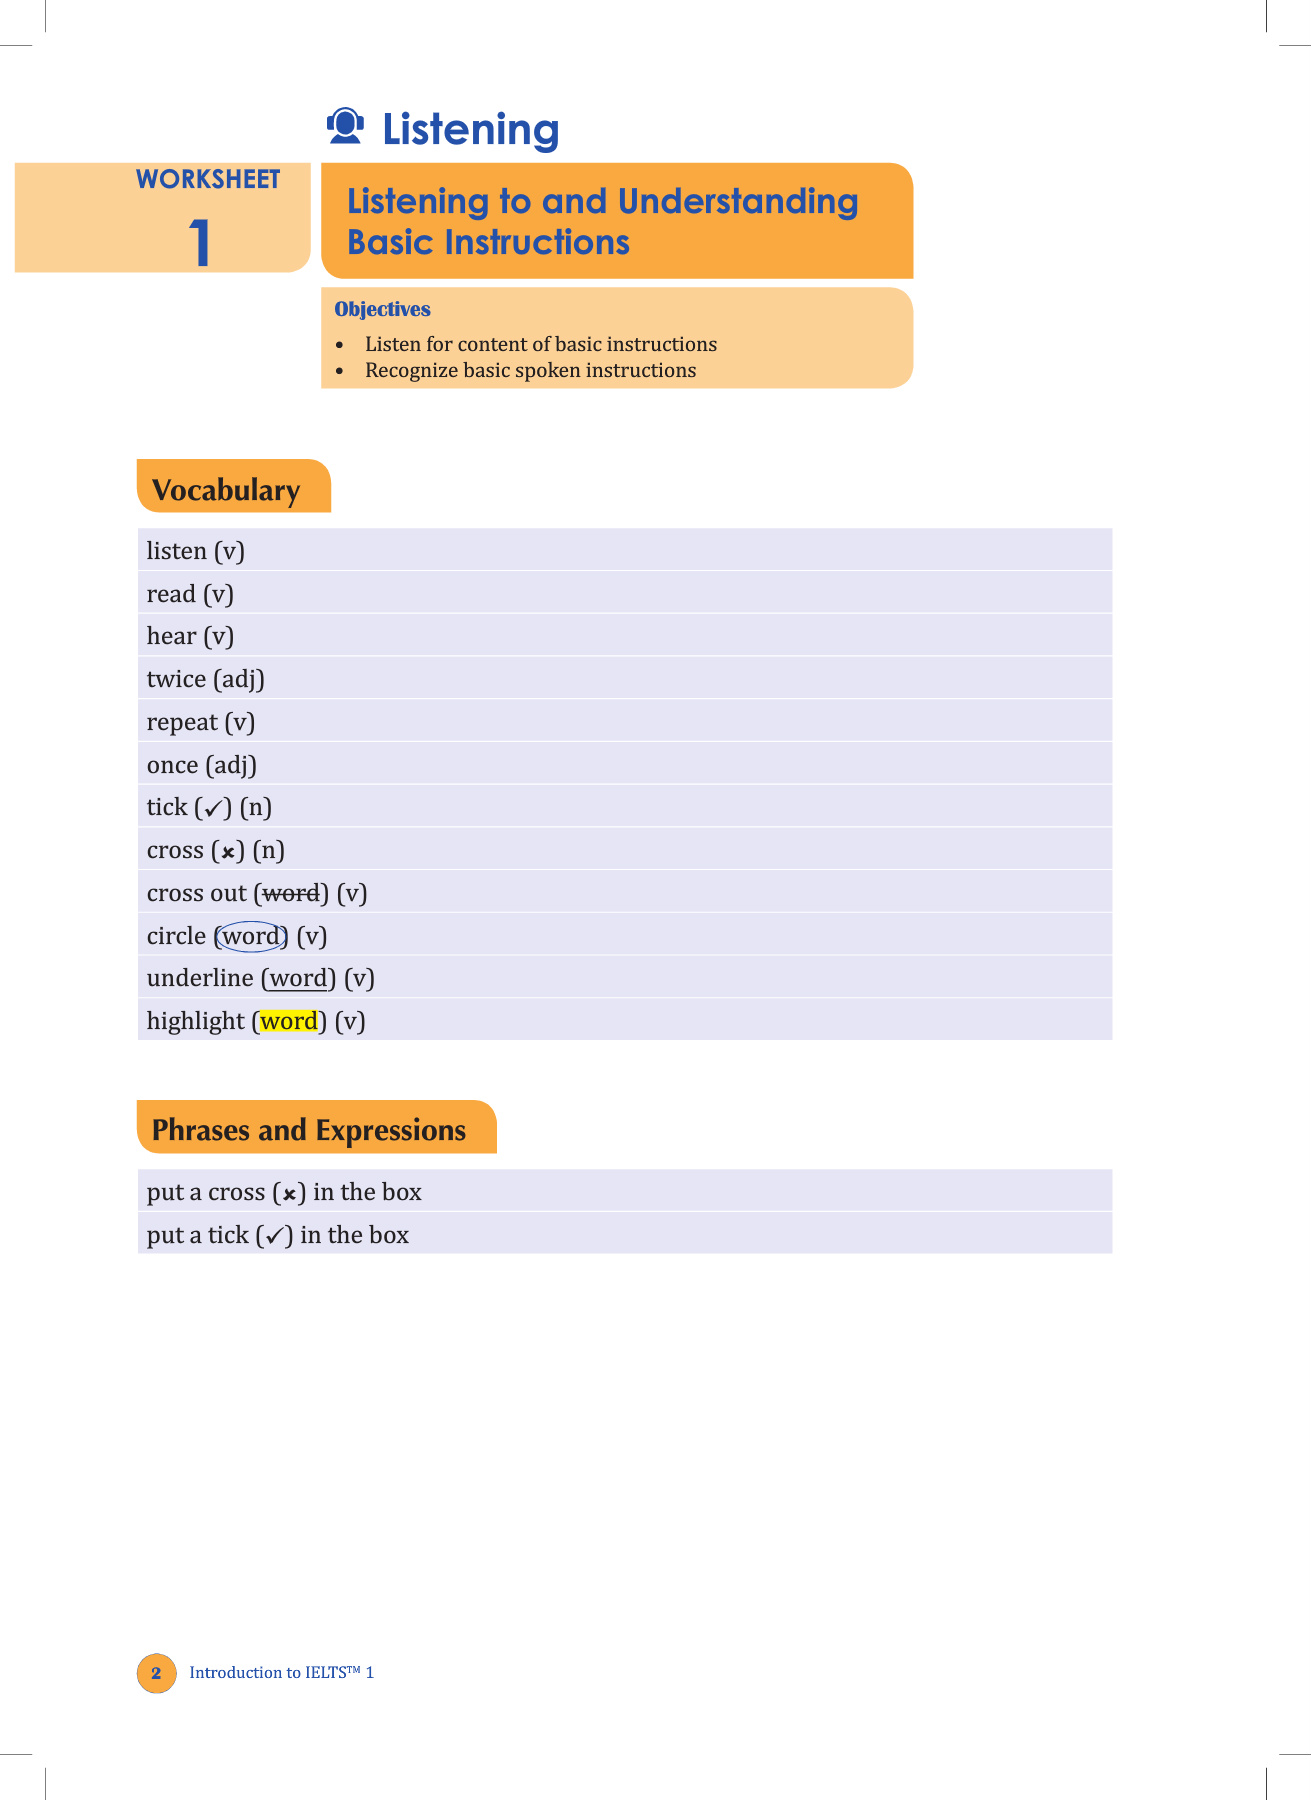 Listening
WORKSHEET
1
Listening to and Understanding
Basic Instructions
Objectives
• Listen for content of basic instructions
• Recognize basic spoken instructions
Vocabulary
listen (v)
read (v)
hear (v)
twice (adj)
repeat (v)
once (adj)
tick (✓) (n)
cross (✘) (n)
cross out (word) (v)
circle (word) (v)
underline (word) (v)
highlight (word) (v)
Phrases and Expressions
put a cross (✘) in the box
put a tick (✓) in the box
2 Introduction to IELTS™ 1